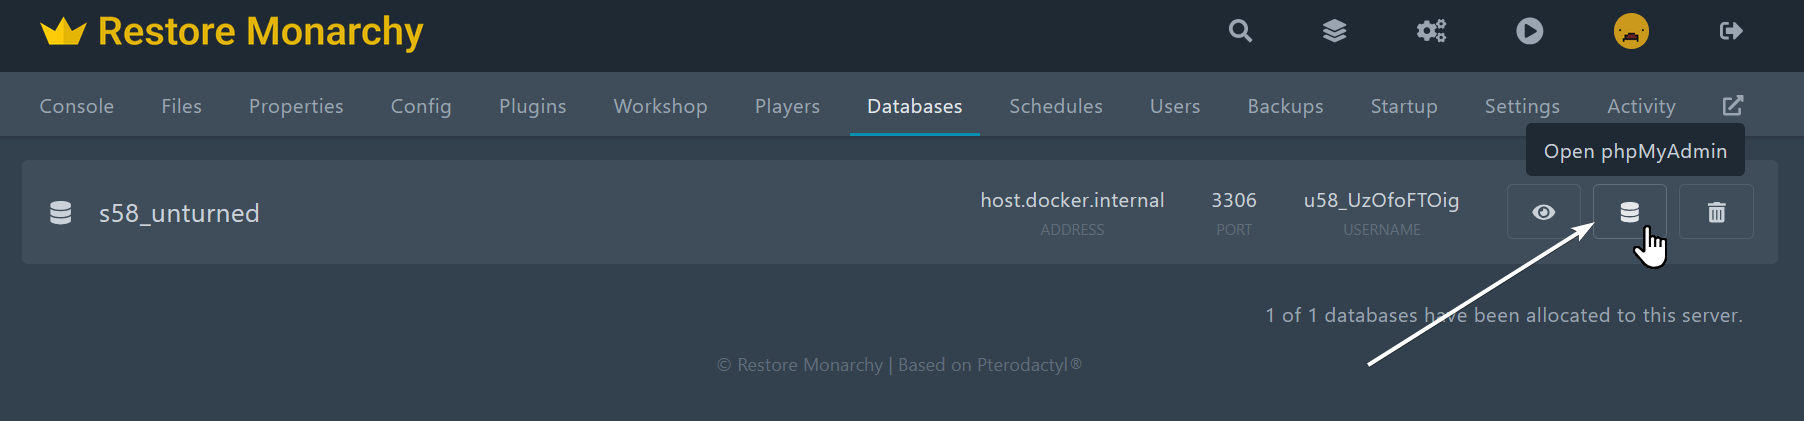 Restore Monarchy
Console Files Properties Config Plugins Workshop Players Databases Schedules Users Backups Startup Settings Activity
Open phpMyAdmin
s58_unturned
host.docker.internal 3306 u58_UzOfoFTOig
ADDRESS PORT USERNAME
1 of 1 databases have been allocated to this server.
© Restore Monarchy | Based on Pterodactyl®